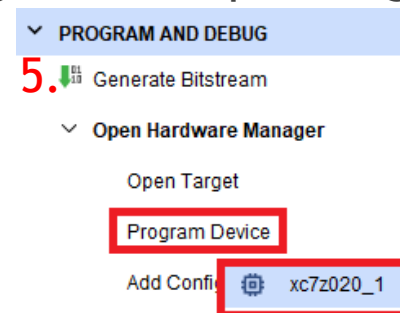 PROGRAM AND DEBUG
5. Generate Bitstream
Open Hardware Manager
Open Target
Program Device
Add Confi xc7z020_1